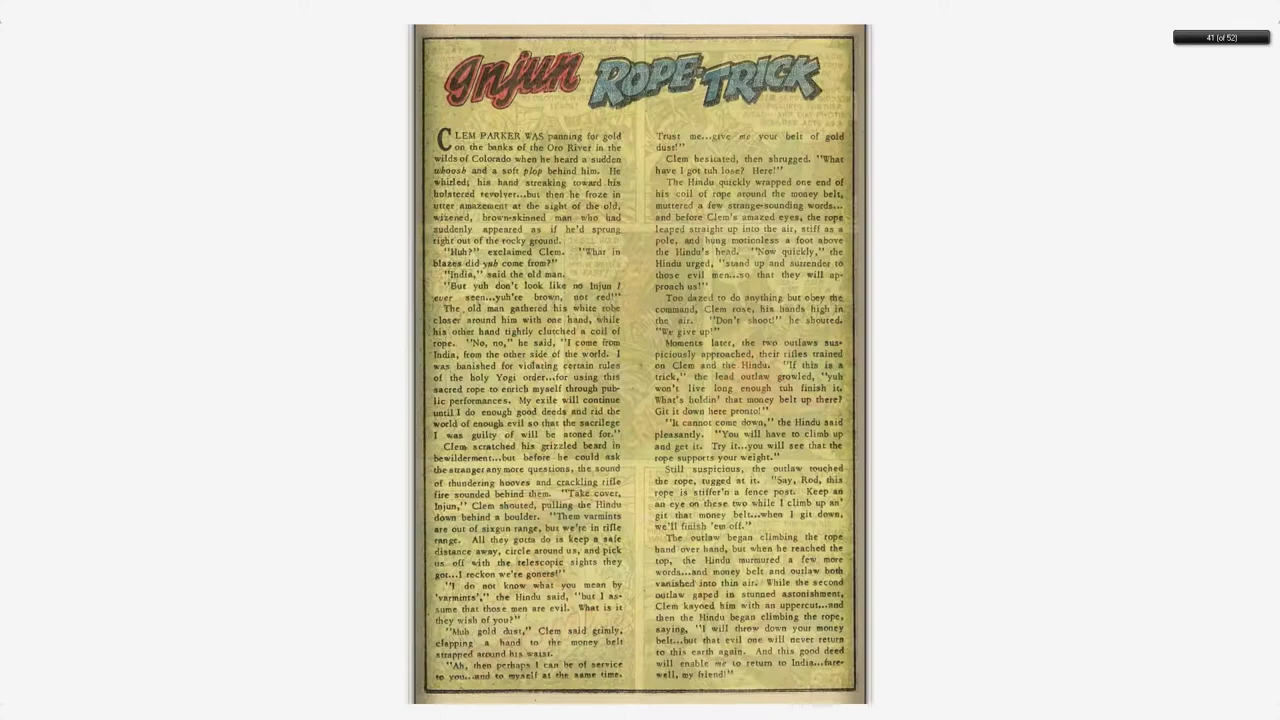 41 (of 52)
Injun ROPE-TRICK
CLEM PARKER WAS panning for gold
on the banks of the Oro River in the
wilds of Colorado when he heard a sudden
whoosh and a soft plop behind him. He
whirled; his hand streaking toward his
holstered revolver...but then he froze in
utter amazement at the sight of the old,
wizened, brown-skinned man who had
suddenly appeared as if he'd sprung
right out of the rocky ground.
"Huh?" exclaimed Clem. "What in
blazes did yuh come from?"
"India," said the old man.
"But yuh don't look like no Injun I
ever seen...yuh're brown, not red!"
The old man gathered his white robe
closer around him with one hand, while
his other hand tightly clutched a coil of
rope. "No, no," he said, "I come from
India, from the other side of the world. I
was banished for violating certain rules
of the holy Yogi order...for using this
sacred rope to enrich myself through pub-
lic performances. My exile will continue
until I do enough good deeds and rid the
world of enough evil so that the sacrilege
I was guilty of will be atoned for."
Clem scratched his grizzled beard in
bewilderment...but before he could ask
the stranger any more questions, the sound
of thundering hooves and crackling rifle
fire sounded behind them. "Take cover,
Injun," Clem shouted, pulling the Hindu
down behind a boulder. "Them varmints
are out of sixgun range, but we're in rifle
range. All they gotta do is keep a safe
distance away, circle around us, and pick
us off with the telescopic sights they
got...I reckon we're goners!"
"I do not know what you mean by
'varmints'," the Hindu said, "but I as-
sume that those men are evil. What is it
they wish of you?"
"Muh gold dust," Clem said grimly,
clapping a hand to the money belt
strapped around his waist.
"Ah, then perhaps I can be of service
to you...and to myself at the same time.
Trust me...give me your belt of gold
dust!"
Clem hesitated, then shrugged. "What
have I got tuh lose? Here!"
The Hindu quickly wrapped one end of
his coil of rope around the money belt,
muttered a few strange-sounding words...
and before Clem's amazed eyes, the rope
leaped straight up into the air, stiff as a
pole, and hung motionless a foot above
the Hindu's head. "Now quickly," the
Hindu urged, "stand up and surrender to
those evil men...so that they will ap-
proach us!"
Too dazed to do anything but obey the
command, Clem rose, his hands high in
the air. "Don't shoot!" he shouted.
"We give up!"
Moments later, the two outlaws sus-
piciously approached, their rifles trained
on Clem and the Hindu. "If this is a
trick," the lead outlaw growled, "yuh
won't live long enough tuh finish it.
What's holdin' that money belt up there?
Git it down here pronto!"
"It cannot come down," the Hindu said
pleasantly. "You will have to climb up
and get it. Try it...you will see that the
rope supports your weight."
Still suspicious, the outlaw touched
the rope, tugged at it. "Say, Rod, this
rope is stiffer'n a fence post. Keep an
an eye on these two while I climb up an'
git that money belt...when I git down,
we'll finish 'em off."
The outlaw began climbing the rope
hand over hand, but when he reached the
top, the Hindu murmured a few more
words...and money belt and outlaw both
vanished into thin air. While the second
outlaw gaped in stunned astonishment,
Clem kayoed him with an uppercut...and
then the Hindu began climbing the rope,
saying, "I will throw down your money
belt...but that evil one will never return
to this earth again. And this good deed
will enable me to return to India...fare-
well, my friend!"